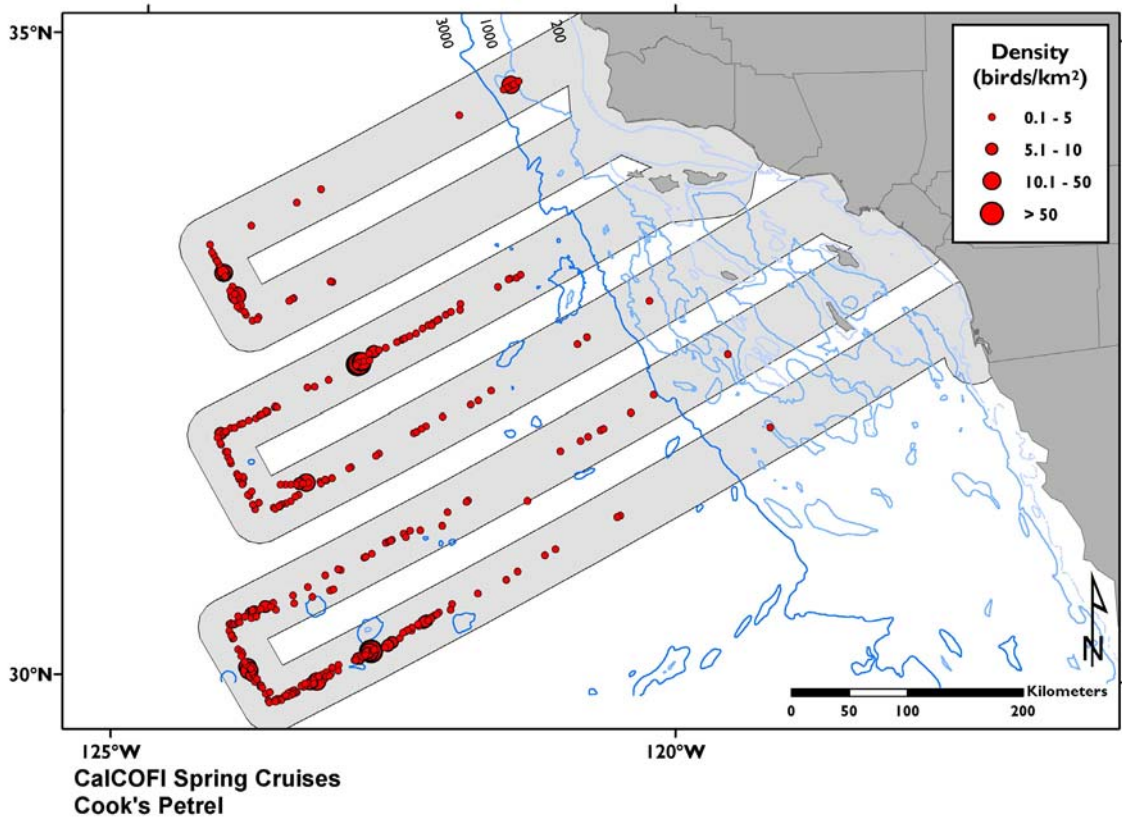 35°N
3000
1000
200
Density
(birds/km²)
0.1 - 5
5.1 - 10
10.1 - 50
> 50
30°N
N
Kilometers
0 50 100 200
125°W 120°W
CalCOFI Spring Cruises
Cook's Petrel